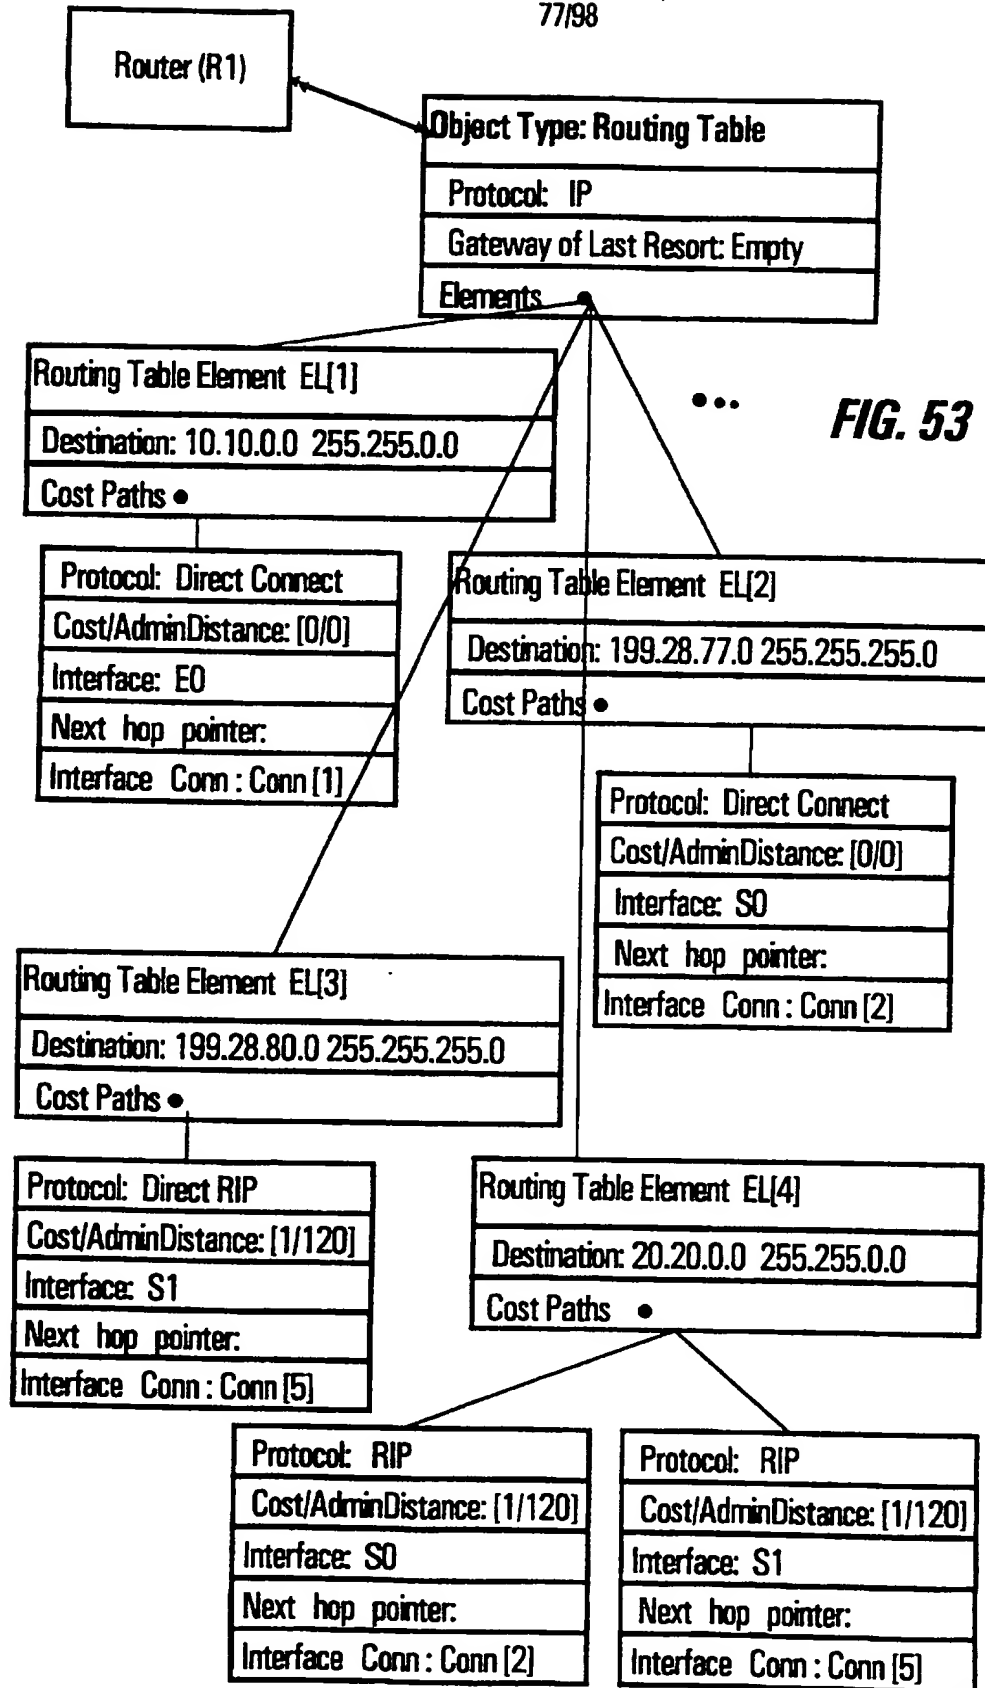 77/98
Router (R1)
Object Type: Routing Table
Protocol: IP
Gateway of Last Resort: Empty
Elements
Routing Table Element EL[1]
Destination: 10.10.0.0 255.255.0.0
Cost Paths
FIG. 53
Protocol: Direct Connect
Cost/AdminDistance: [0/0]
Interface: E0
Next hop pointer:
Interface Conn : Conn [1]
Routing Table Element EL[2]
Destination: 199.28.77.0 255.255.255.0
Cost Paths
Protocol: Direct Connect
Cost/AdminDistance: [0/0]
Interface: S0
Next hop pointer:
Interface Conn : Conn [2]
Routing Table Element EL[3]
Destination: 199.28.80.0 255.255.255.0
Cost Paths
Protocol: Direct RIP
Cost/AdminDistance: [1/120]
Interface: S1
Next hop pointer:
Interface Conn : Conn [5]
Routing Table Element EL[4]
Destination: 20.20.0.0 255.255.0.0
Cost Paths
Protocol: RIP
Cost/AdminDistance: [1/120]
Interface: S0
Next hop pointer:
Interface Conn : Conn [2]
Protocol: RIP
Cost/AdminDistance: [1/120]
Interface: S1
Next hop pointer:
Interface Conn : Conn [5]